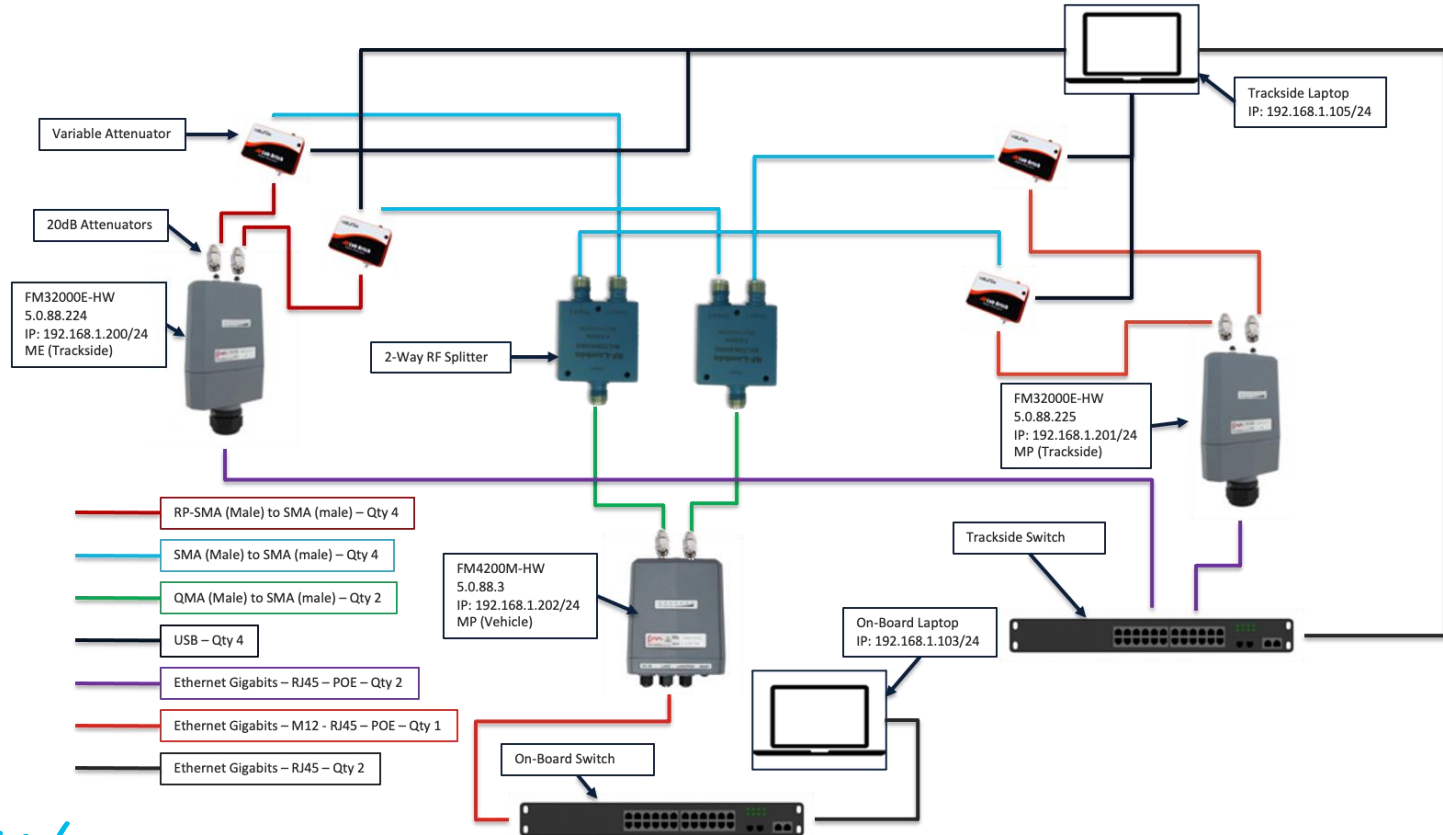 Trackside Laptop
IP: 192.168.1.105/24
Variable Attenuator
20dB Attenuators
FM32000E-HW
5.0.88.224
IP: 192.168.1.200/24
ME (Trackside)
2-Way RF Splitter
FM32000E-HW
5.0.88.225
IP: 192.168.1.201/24
MP (Trackside)
RP-SMA (Male) to SMA (male) – Qty 4
SMA (Male) to SMA (male) – Qty 4
QMA (Male) to SMA (male) – Qty 2
USB – Qty 4
Ethernet Gigabits – RJ45 – POE – Qty 2
Ethernet Gigabits – M12 - RJ45 – POE – Qty 1
Ethernet Gigabits – RJ45 – Qty 2
FM4200M-HW
5.0.88.3
IP: 192.168.1.202/24
MP (Vehicle)
Trackside Switch
On-Board Laptop
IP: 192.168.1.103/24
On-Board Switch